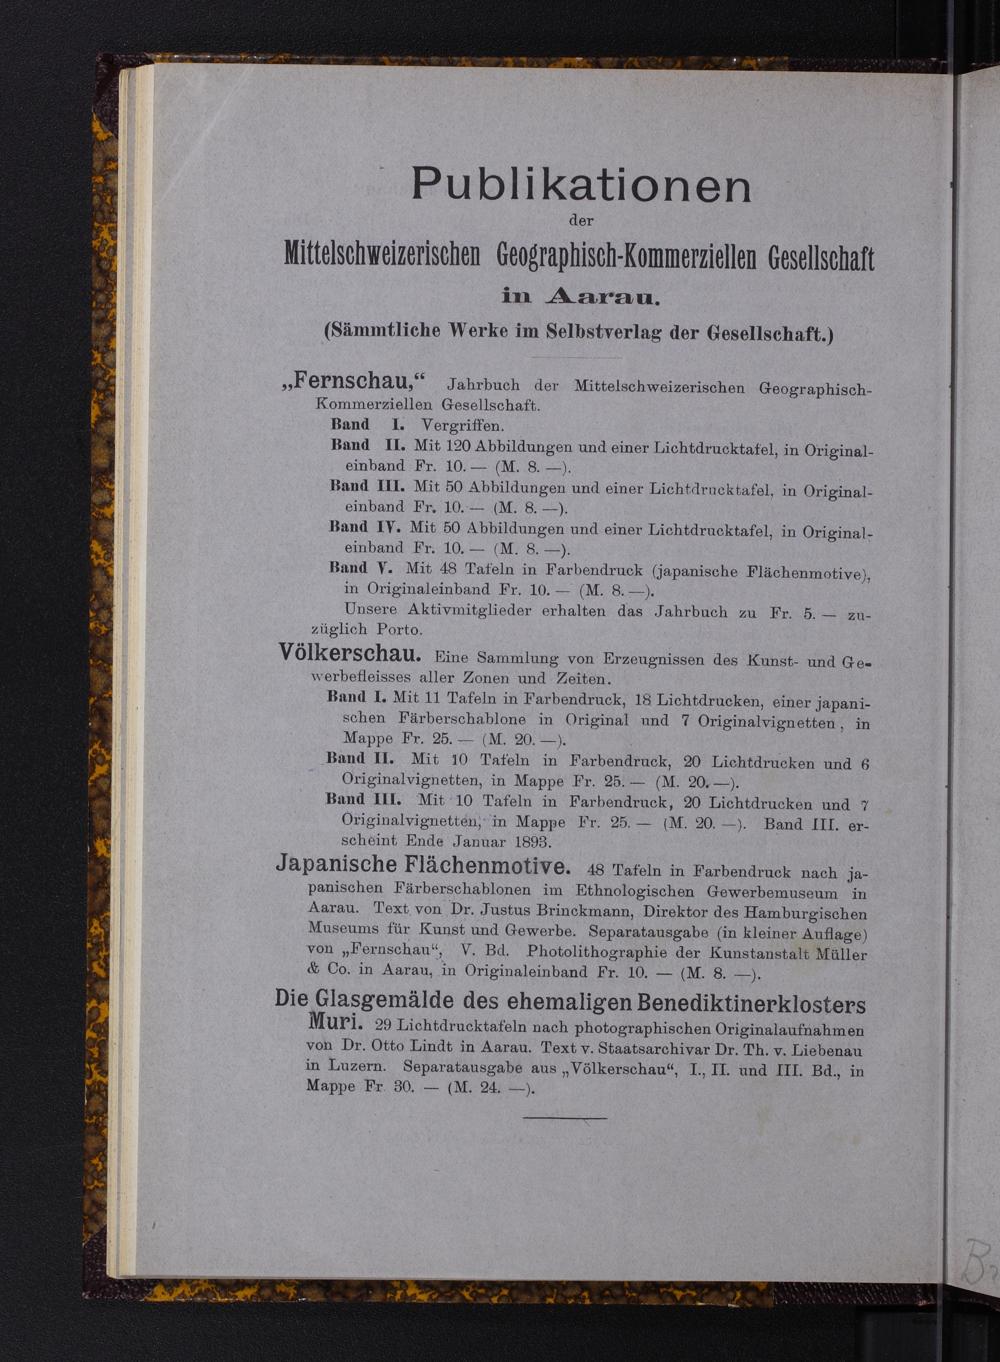 Publikationen
der
Mittelschweizerischen Geographisch-Kommerziellen Gesellschaft
in Aarau.
(Sämmtliche Werke im Selbstverlag der Gesellschaft.)
„Fernschau,“ Jahrbuch der Mittelschweizerischen Geographisch-
Kommerziellen Gesellschaft.
Band I. Vergriffen.
Band II. Mit 120 Abbildungen und einer Lichtdrucktafel, in Original-
einband Fr. 10. — (M. 8. —).
Band III. Mit 50 Abbildungen und einer Lichtdrucktafel, in Original-
einband Fr. 10. — (M. 8. —).
Band IV. Mit 50 Abbildungen und einer Lichtdrucktafel, in Original-
einband Fr. 10. — (M. 8. —).
Band V. Mit 48 Tafeln in Farbendruck (japanische Flächenmotive),
in Originaleinband Fr. 10. — (M. 8. —).
Unsere Aktivmitglieder erhalten das Jahrbuch zu Fr. 5. — zu-
züglich Porto.
Völkerschau. Eine Sammlung von Erzeugnissen des Kunst- und Ge-
werbefleisses aller Zonen und Zeiten.
Band I. Mit 11 Tafeln in Farbendruck, 18 Lichtdrucken, einer japani-
schen Färberschablone in Original und 7 Originalvignetten, in
Mappe Fr. 25. — (M. 20. —).
Band II. Mit 10 Tafeln in Farbendruck, 20 Lichtdrucken und 6
Originalvignetten, in Mappe Fr. 25. — (M. 20. —).
Band III. Mit 10 Tafeln in Farbendruck, 20 Lichtdrucken und 7
Originalvignetten, in Mappe Fr. 25. — (M. 20. —). Band III. er-
scheint Ende Januar 1893.
Japanische Flächenmotive. 48 Tafeln in Farbendruck nach ja-
panischen Färberschablonen im Ethnologischen Gewerbemuseum in
Aarau. Text von Dr. Justus Brinckmann, Direktor des Hamburgischen
Museums für Kunst und Gewerbe. Separatausgabe (in kleiner Auflage)
von „Fernschau“, V. Bd. Photolithographie der Kunstanstalt Müller
& Co. in Aarau, in Originaleinband Fr. 10. — (M. 8. —).
Die Glasgemälde des ehemaligen Benediktinerklosters
Muri. 29 Lichtdrucktafeln nach photographischen Originalaufnahmen
von Dr. Otto Lindt in Aarau. Text v. Staatsarchivar Dr. Th. v. Liebenau
in Luzern. Separatausgabe aus „Völkerschau“, I., II. und III. Bd., in
Mappe Fr. 30. — (M. 24. —).